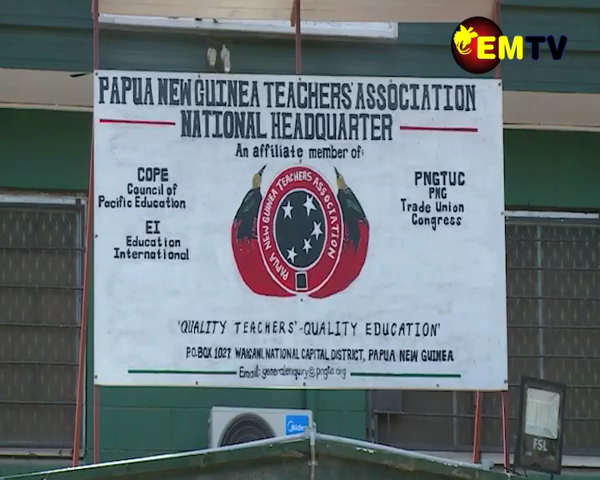 EMTV
PAPUA NEW GUINEA TEACHERS' ASSOCIATION
NATIONAL HEADQUARTER
An affiliate member of:
COPE
Council of
Pacific Education
EI
Education
International
PNGTUC
PNG
Trade Union
Congress
PAPUA NEW GUINEA TEACHERS ASSOCIATION
'QUALITY TEACHERS'-QUALITY EDUCATION'
P.O.BOX 1027 WAIGANI, NATIONAL CAPITAL DISTRICT, PAPUA NEW GUINEA
Email: generalenquiry@pngta.org
Midea
FSL